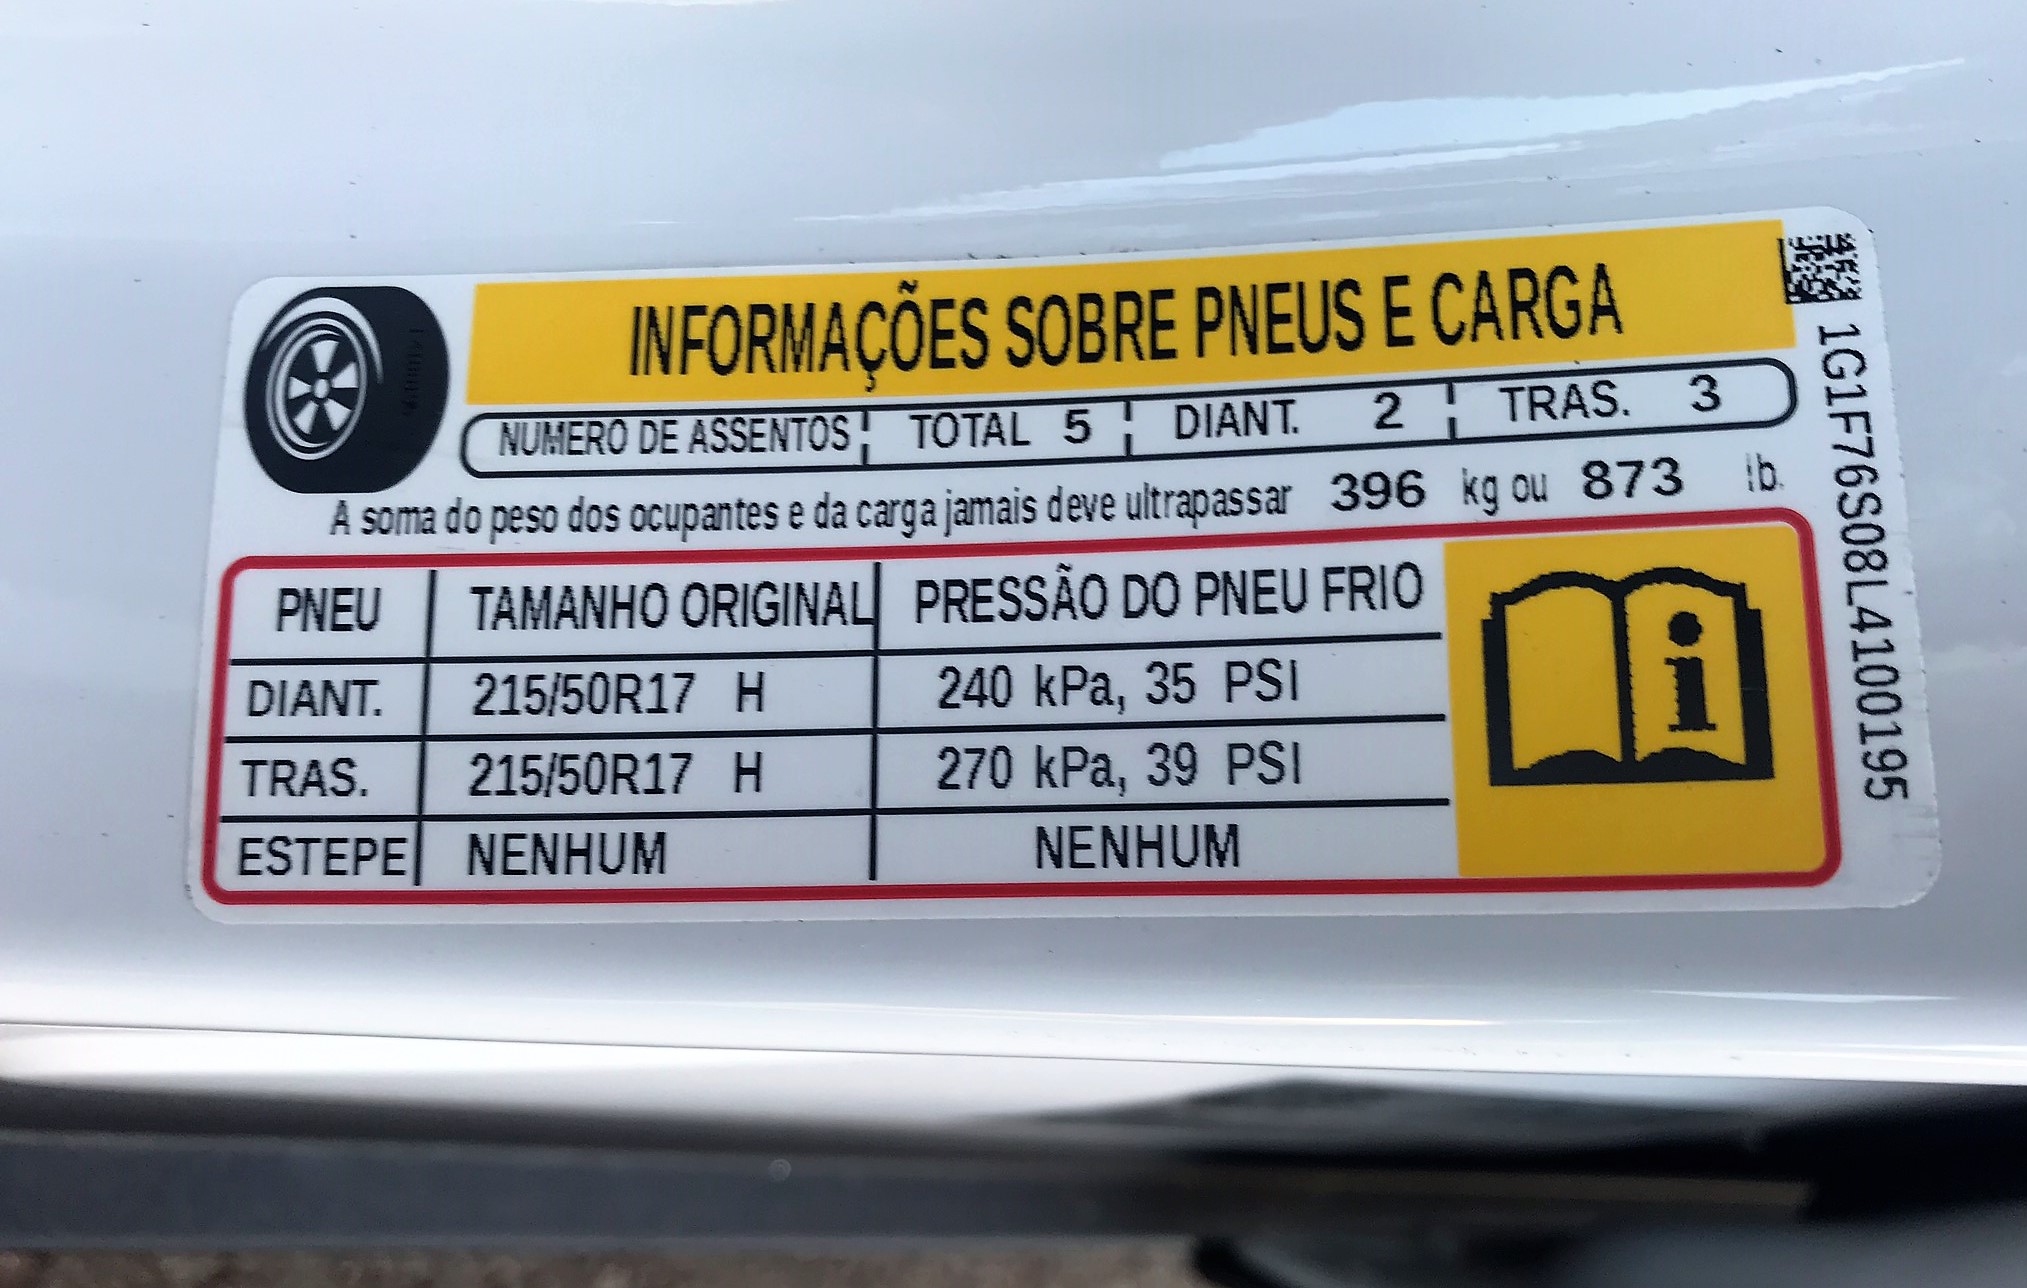 INFORMAÇÕES SOBRE PNEUS E CARGA
NUMERO DE ASSENTOS TOTAL 5 DIANT. 2 TRAS. 3
A soma do peso dos ocupantes e da carga jamais deve ultrapassar 396 kg ou 873 lb.
PNEU TAMANHO ORIGINAL PRESSÃO DO PNEU FRIO
DIANT. 215/50R17 H 240 kPa, 35 PSI
TRAS. 215/50R17 H 270 kPa, 39 PSI
ESTEPE NENHUM NENHUM
i
1G1F76S08L4100195